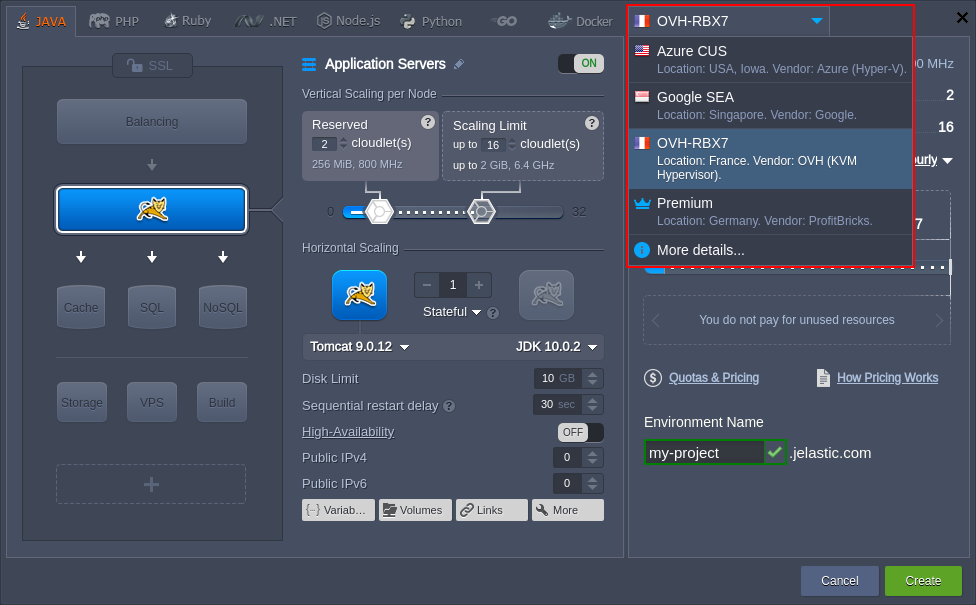 JAVA
PHP
Ruby
.NET
Node.js
Python
GO
Docker
OVH-RBX7
SSL
Balancing
Cache
SQL
NoSQL
Storage
VPS
Build
Application Servers
ON
Vertical Scaling per Node
Reserved
2 cloudlet(s)
256 MiB, 800 MHz
Scaling Limit
up to 16 cloudlet(s)
up to 2 GiB, 6.4 GHz
0
32
Horizontal Scaling
1
Stateful
Tomcat 9.0.12
JDK 10.0.2
Disk Limit 10 GB
Sequential restart delay 30 sec
High-Availability OFF
Public IPv4 0
Public IPv6 0
Variab...
Volumes
Links
More
Azure CUS
Location: USA, Iowa. Vendor: Azure (Hyper-V).
Google SEA
Location: Singapore. Vendor: Google.
OVH-RBX7
Location: France. Vendor: OVH (KVM
Hypervisor).
Premium
Location: Germany. Vendor: ProfitBricks.
More details...
0 MHz
2
16
urly
7
You do not pay for unused resources
Quotas & Pricing
How Pricing Works
Environment Name
my-project .jelastic.com
Cancel
Create